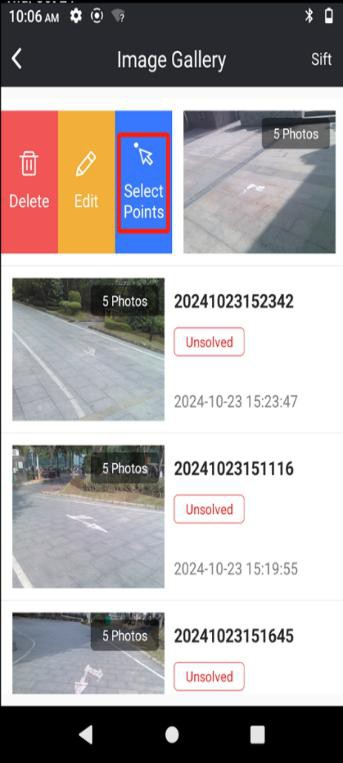 10:06 AM
Image Gallery
Sift
Delete
Edit
Select
Points
5 Photos
5 Photos
20241023152342
Unsolved
2024-10-23 15:23:47
5 Photos
20241023151116
Unsolved
2024-10-23 15:19:55
5 Photos
20241023151645
Unsolved